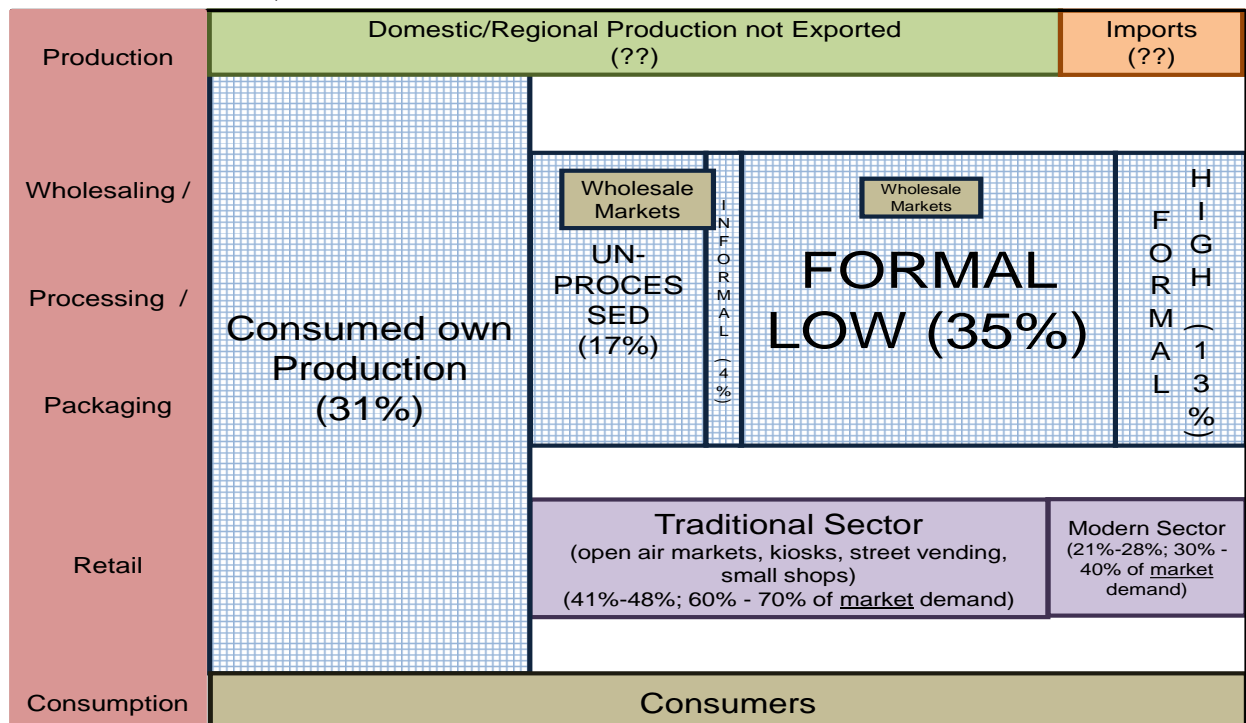 Production
Domestic/Regional Production not Exported
(??)
Imports
(??)
Wholesaling /
Processing /
Packaging
Consumed own
Production
(31%)
Wholesale
Markets
UN-
PROCES
SED
(17%)
INFORMAL (4%)
Wholesale
Markets
FORMAL
LOW (35%)
FORMAL
HIGH (13%)
Retail
Traditional Sector
(open air markets, kiosks, street vending,
small shops)
(41%-48%; 60% - 70% of market demand)
Modern Sector
(21%-28%; 30% -
40% of market
demand)
Consumption
Consumers